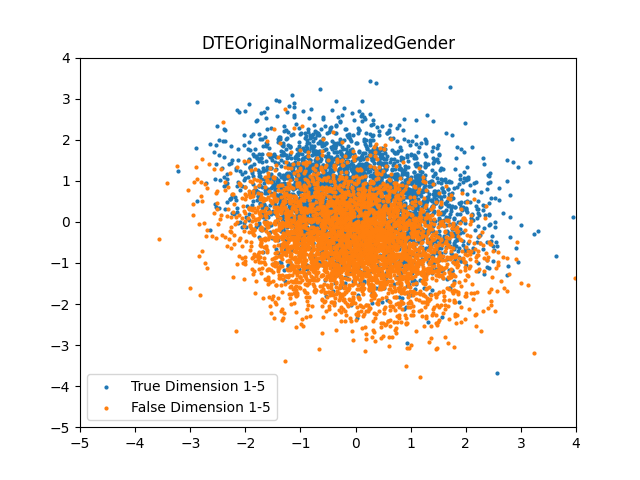 DTEOriginalNormalizedGender
4
3
2
1
0
−1
−2
−3
−4
−5
True Dimension 1-5
False Dimension 1-5
−5 −4 −3 −2 −1 0 1 2 3 4